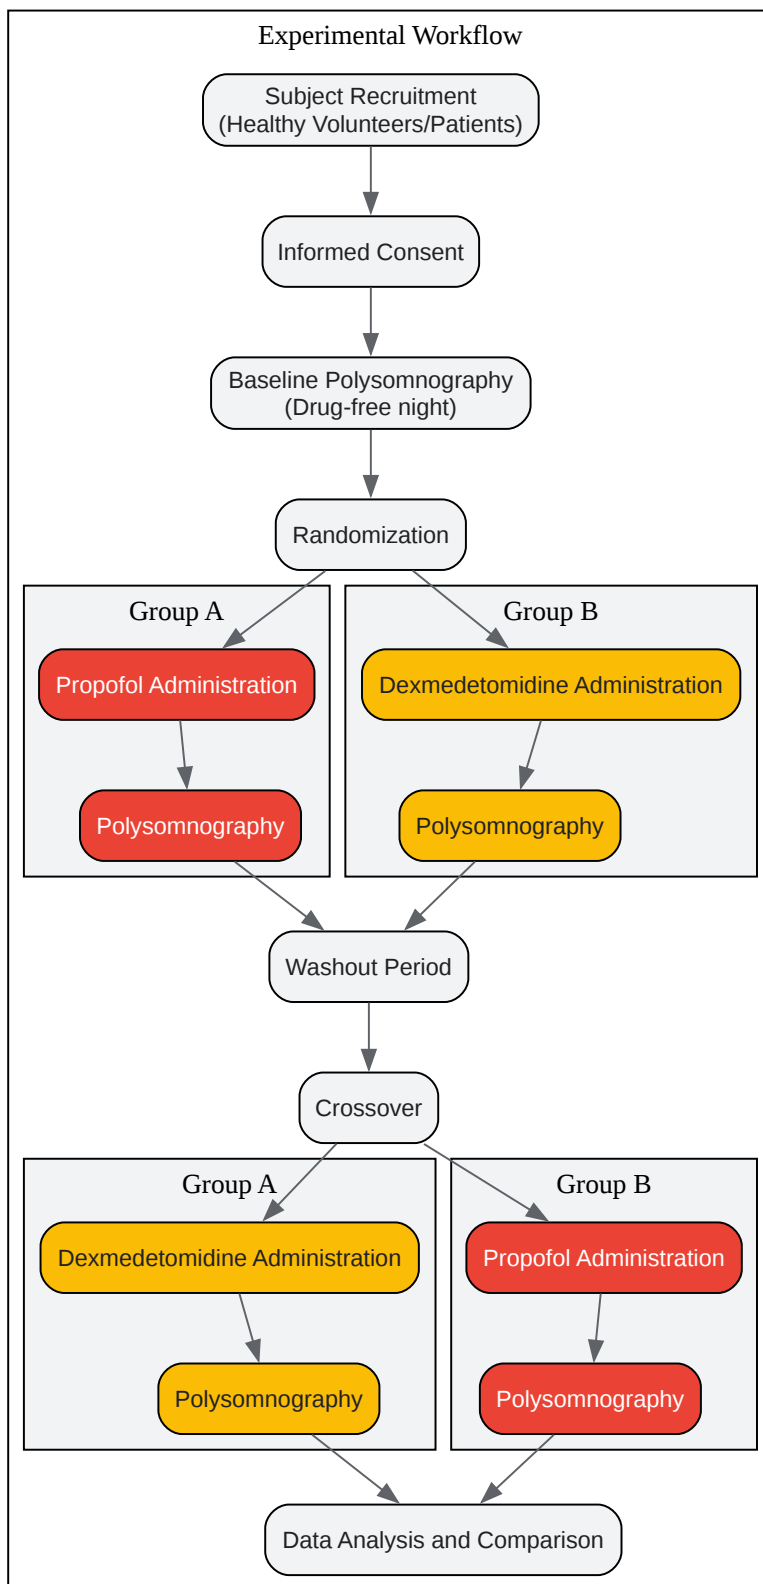 Experimental Workflow
Subject Recruitment
(Healthy Volunteers/Patients)
Informed Consent
Baseline Polysomnography
(Drug-free night)
Randomization
Group A
Group B
Propofol Administration
Dexmedetomidine Administration
Polysomnography
Polysomnography
Washout Period
Crossover
Group A
Group B
Dexmedetomidine Administration
Propofol Administration
Polysomnography
Polysomnography
Data Analysis and Comparison